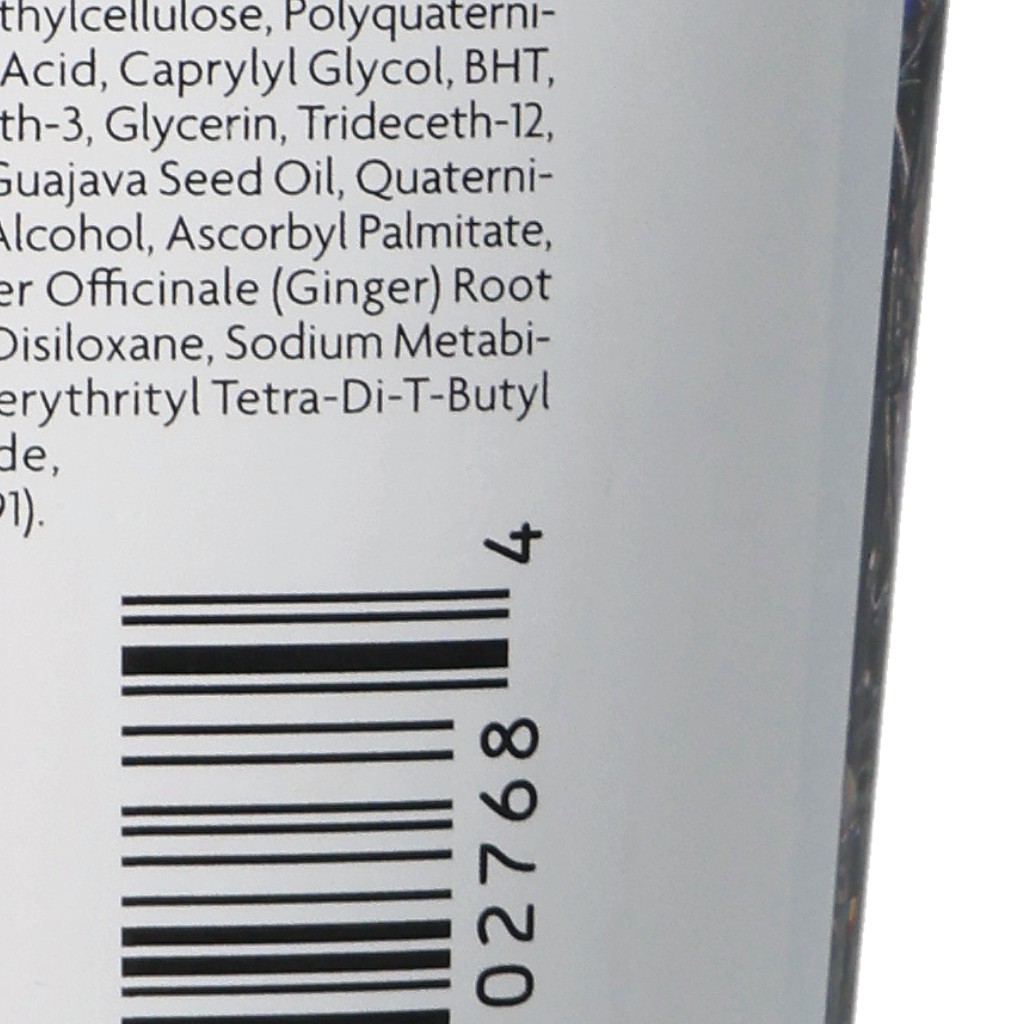 thylcellulose, Polyquaterni-
Acid, Caprylyl Glycol, BHT,
th-3, Glycerin, Trideceth-12,
Guajava Seed Oil, Quaterni-
Alcohol, Ascorbyl Palmitate,
er Officinale (Ginger) Root
Disiloxane, Sodium Metabi-
erythrityl Tetra-Di-T-Butyl
de,
91).
02768 4